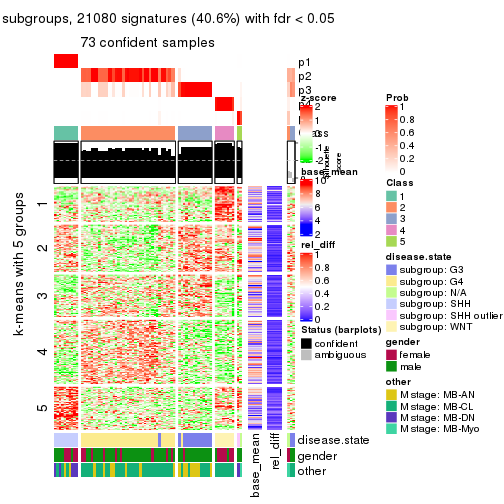 subgroups, 21080 signatures (40.6%) with fdr < 0.05
73 confident samples
p1
p2
p3
z-score
2
1
0
-1
-2
Class
Silhouette
score
base_mean
10
8
6
4
2
rel_diff
1
0.8
0.6
0.4
0.2
0
Status (barplots)
confident
ambiguous
Prob
1
0.8
0.6
0.4
0.2
0
Class
1
2
3
4
5
disease.state
subgroup: G3
subgroup: G4
subgroup: N/A
subgroup: SHH
subgroup: SHH outlier
subgroup: WNT
gender
female
male
other
M stage: MB-AN
M stage: MB-CL
M stage: MB-DN
M stage: MB-Myo
k-means with 5 groups
1
2
3
4
5
disease.state
gender
other
base_mean
rel_diff